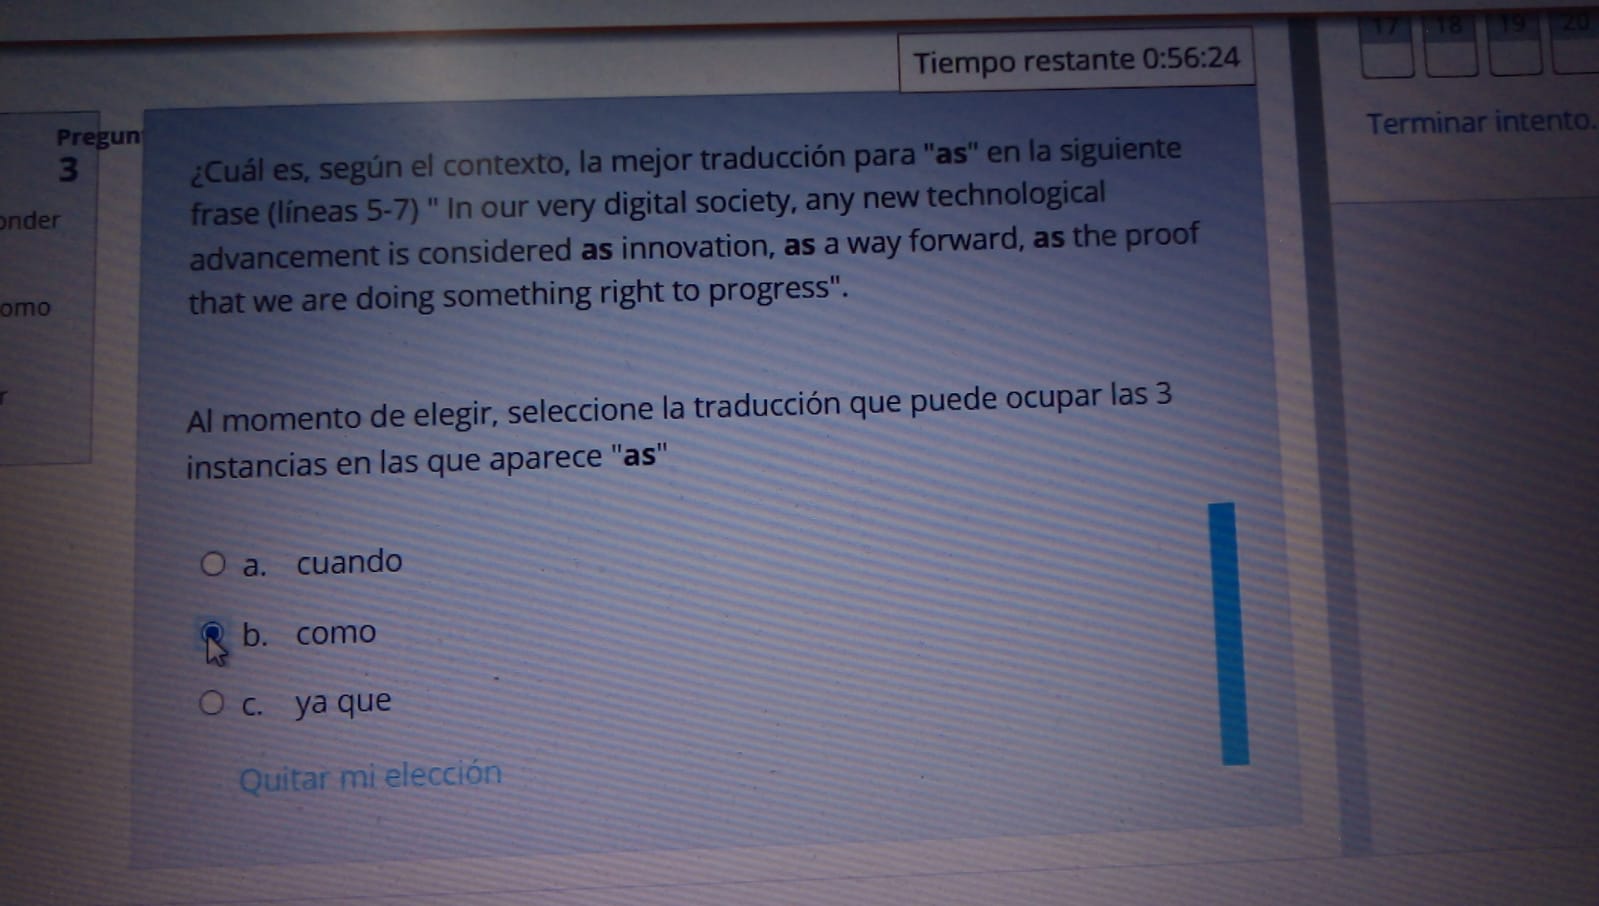 Tiempo restante 0:56:24
17 18 19 20
Terminar intento.
Pregun
3
onder
omo
r
¿Cuál es, según el contexto, la mejor traducción para "as" en la siguiente
frase (líneas 5-7) " In our very digital society, any new technological
advancement is considered as innovation, as a way forward, as the proof
that we are doing something right to progress".
Al momento de elegir, seleccione la traducción que puede ocupar las 3
instancias en las que aparece "as"
a. cuando
b. como
c. ya que
Quitar mi elección